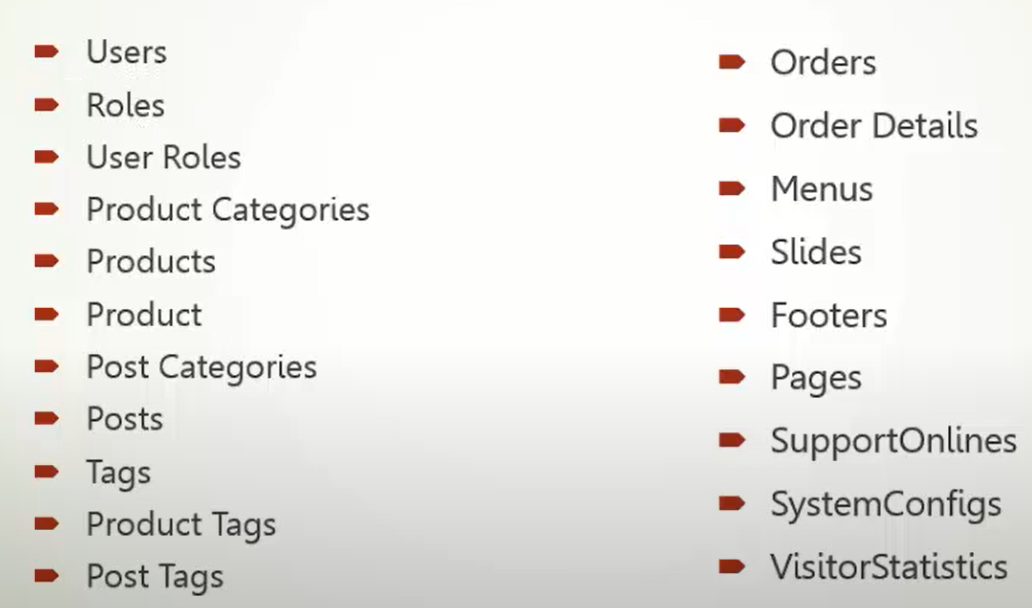 Users
Roles
User Roles
Product Categories
Products
Product
Post Categories
Posts
Tags
Product Tags
Post Tags
Orders
Order Details
Menus
Slides
Footers
Pages
SupportOnlines
SystemConfigs
VisitorStatistics